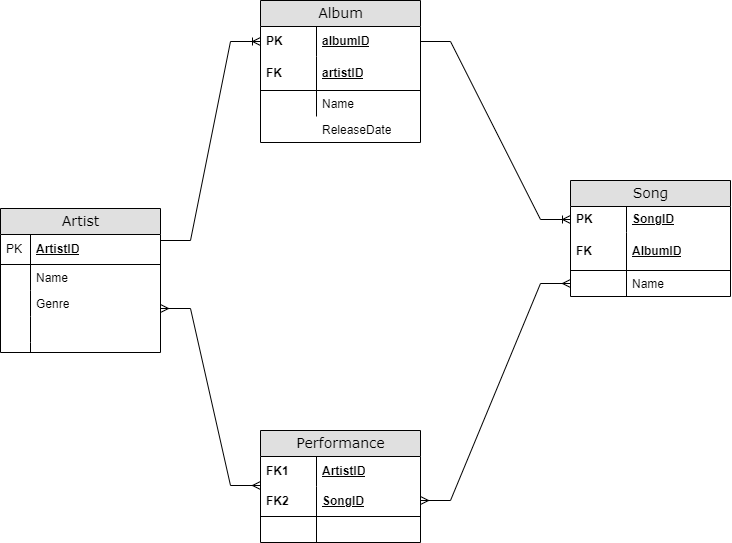 Album
PK albumID
FK artistID
Name
ReleaseDate
Artist
PK ArtistID
Name
Genre
Song
PK SongID
FK AlbumID
Name
Performance
FK1 ArtistID
FK2 SongID